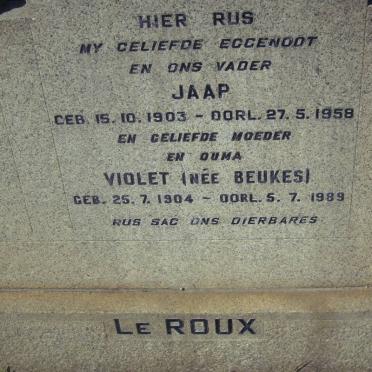 HIER RUS
MY GELIEFDE EGGENOOT
EN ONS VADER
JAAP
GEB. 15. 10. 1903 - OORL. 27. 5. 1958
EN GELIEFDE MOEDER
EN OUMA
VIOLET (NÉE BEUKES)
GEB. 25. 7. 1904 ~ OORL. 5. 7. 1989
RUS SAG ONS DIERBARES
LE ROUX